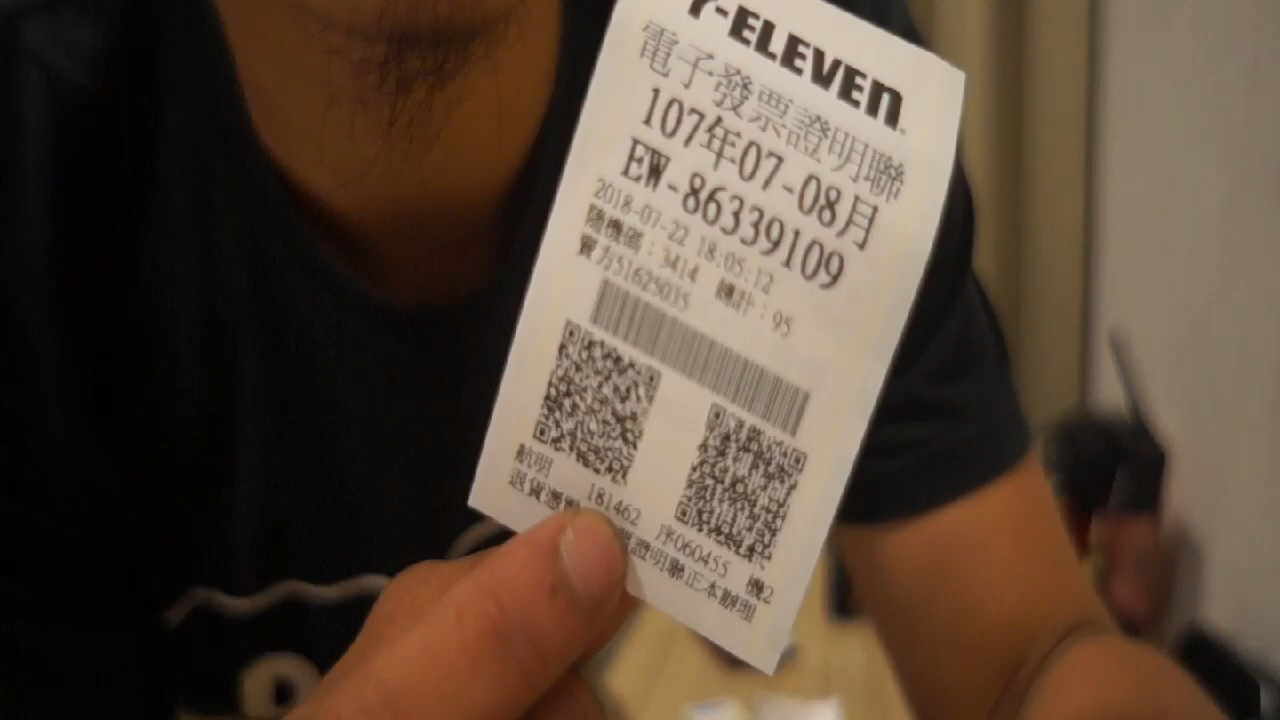 7-ELEVEN
電子發票證明聯
107年07-08月
EW-86339109
2018-07-22 18:05:12
隨機碼:3414 總計:95
賣方51625035
航明 181462 序060455 機2
退貨憑 證明聯正本辦理